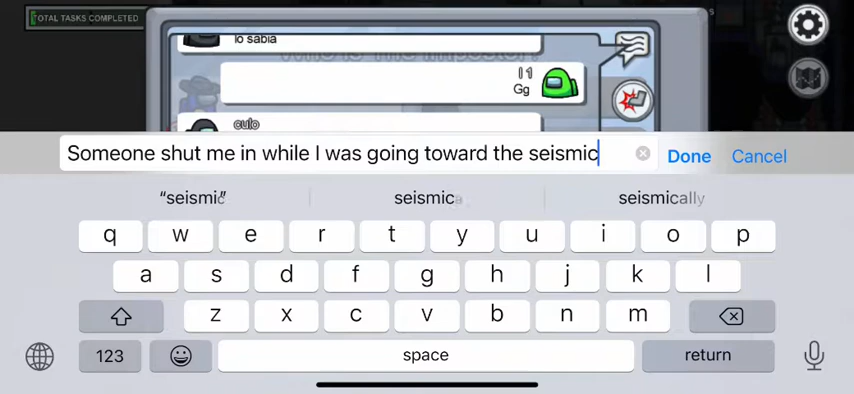 TOTAL TASKS COMPLETED
lo sabia
I 1
Gg
culo
Someone shut me in while I was going toward the seismic
Done
Cancel
“seismic”
seismic
seismically
q w e r t y u i o p
a s d f g h j k l
z x c v b n m
123
space
return